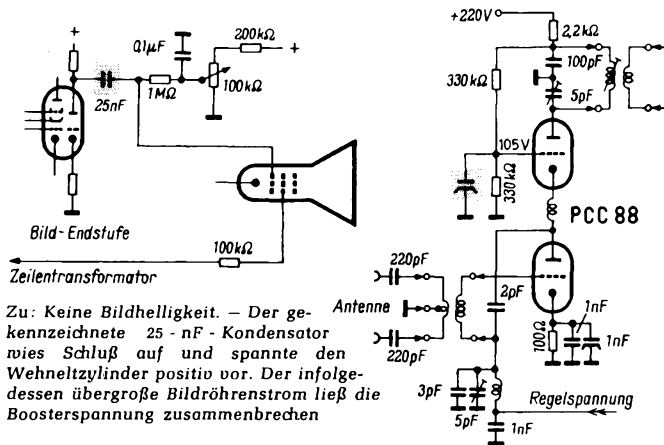 +
0,1µF
200kΩ
+
25nF
1MΩ
100kΩ
Bild-Endstufe
100kΩ
Zeilentransformator
Zu: Keine Bildhelligkeit. – Der ge-
kennzeichnete 25 - nF - Kondensator
wies Schluß auf und spannte den
Wehneltzylinder positiv vor. Der infolge-
dessen übergroße Bildröhrenstrom ließ die
Boosterspannung zusammenbrechen
+220V
2,2kΩ
100pF
330kΩ
5pF
105V
330kΩ
PCC 88
220pF
2pF
Antenne
220pF
100Ω
1nF
1nF
3pF
5pF
Regelspannung
1nF